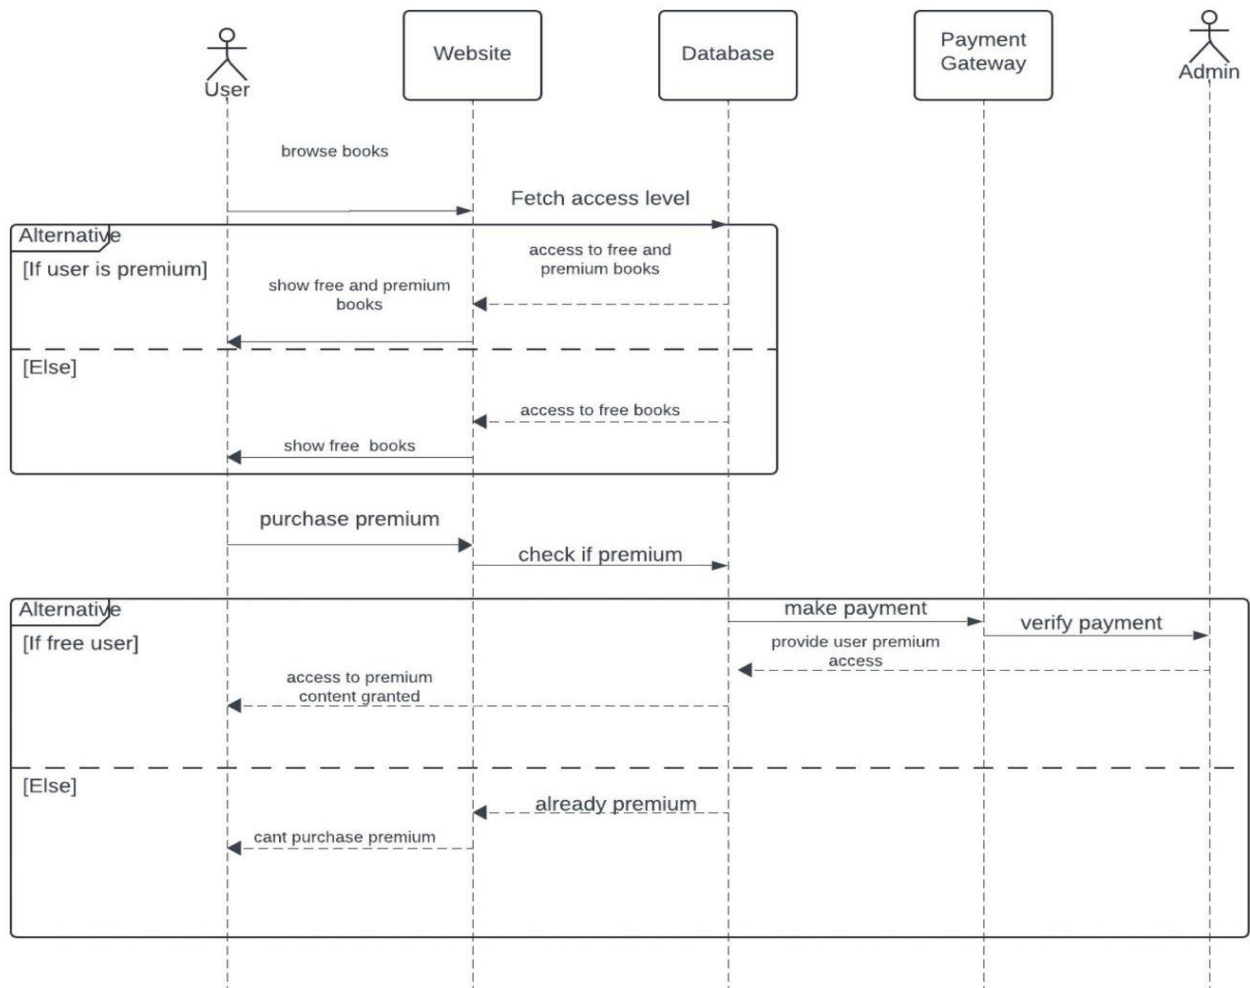 User
Website
Database
Payment
Gateway
Admin
browse books
Fetch access level
Alternative
[If user is premium]
access to free and
premium books
show free and premium
books
[Else]
access to free books
show free  books
purchase premium
check if premium
Alternative
[If free user]
make payment
verify payment
provide user premium
access
access to premium
content granted
[Else]
already premium
cant purchase premium